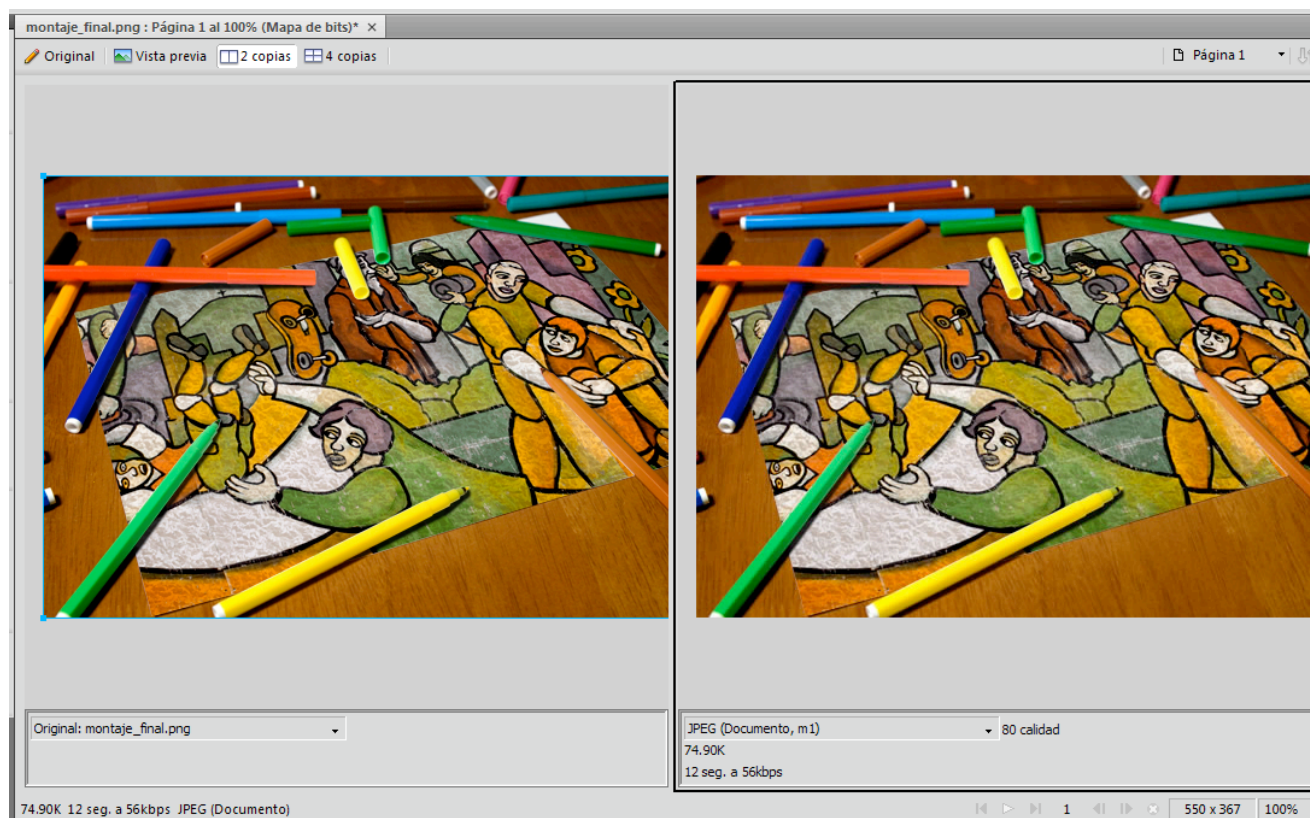 montaje_final.png : Página 1 al 100% (Mapa de bits)* ×
Original Vista previa 2 copias 4 copias Página 1
Original: montaje_final.png
JPEG (Documento, m1) 80 calidad
74.90K
12 seg. a 56kbps
74.90K 12 seg. a 56kbps JPEG (Documento) 1 550 x 367 100%